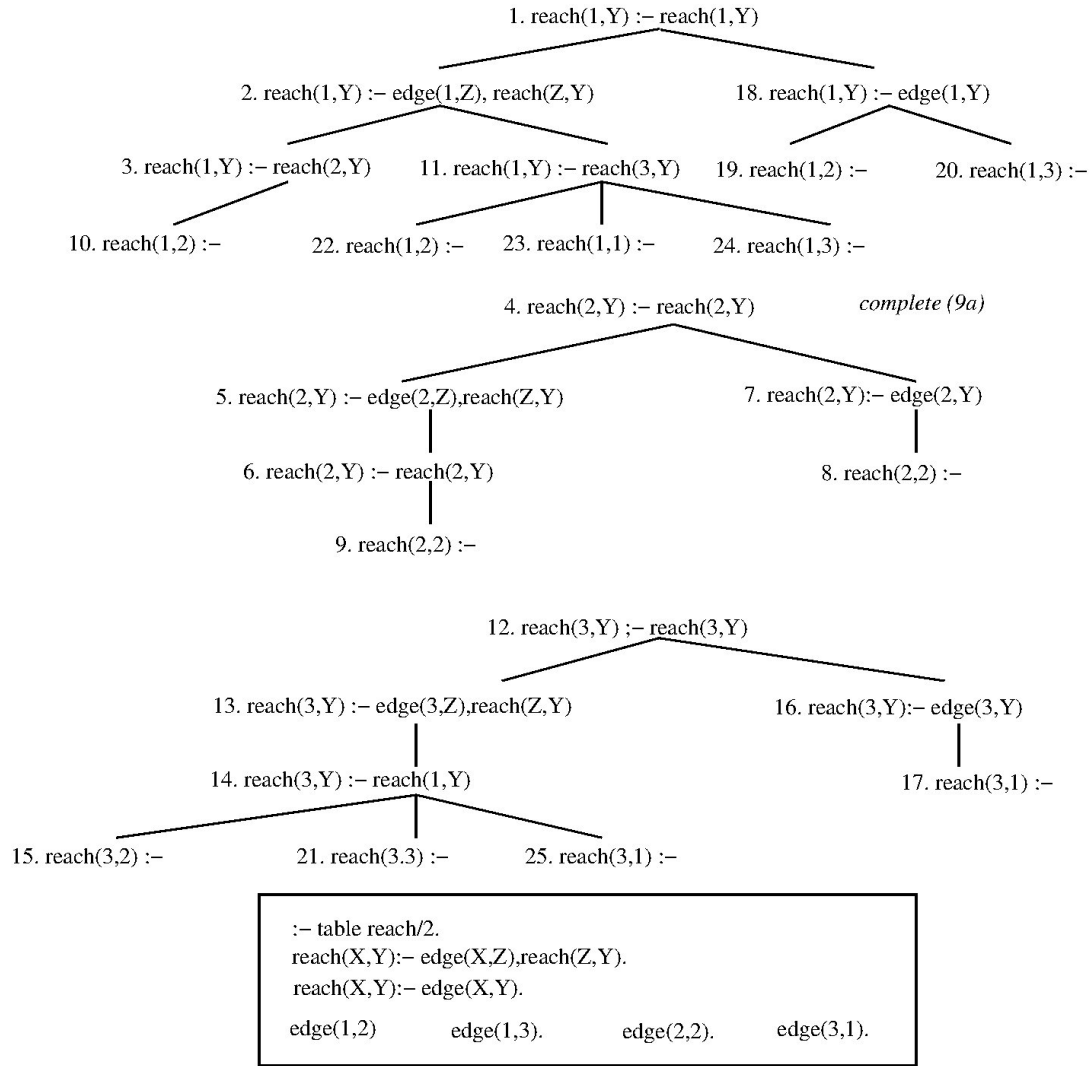 1. reach(1,Y) :− reach(1,Y)
2. reach(1,Y) :− edge(1,Z), reach(Z,Y)
18. reach(1,Y) :− edge(1,Y)
3. reach(1,Y) :− reach(2,Y)
11. reach(1,Y) :− reach(3,Y)
19. reach(1,2) :−
20. reach(1,3) :−
10. reach(1,2) :−
22. reach(1,2) :−
23. reach(1,1) :−
24. reach(1,3) :−
4. reach(2,Y) :− reach(2,Y)
complete (9a)
5. reach(2,Y) :− edge(2,Z),reach(Z,Y)
7. reach(2,Y):− edge(2,Y)
6. reach(2,Y) :− reach(2,Y)
8. reach(2,2) :−
9. reach(2,2) :−
12. reach(3,Y) ;− reach(3,Y)
13. reach(3,Y) :− edge(3,Z),reach(Z,Y)
16. reach(3,Y):− edge(3,Y)
14. reach(3,Y) :− reach(1,Y)
17. reach(3,1) :−
15. reach(3,2) :−
21. reach(3.3) :−
25. reach(3,1) :−
:− table reach/2.
reach(X,Y):− edge(X,Z),reach(Z,Y).
reach(X,Y):− edge(X,Y).
edge(1,2)
edge(1,3).
edge(2,2).
edge(3,1).